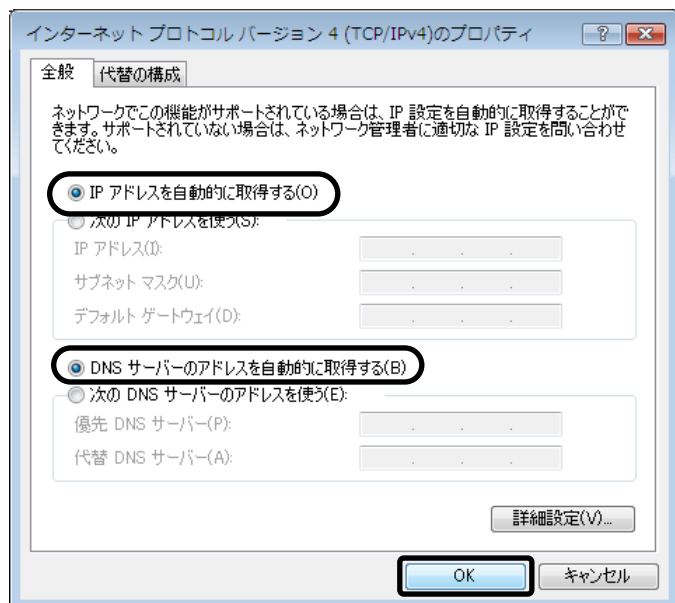 インターネット プロトコル バージョン 4 (TCP/IPv4)のプロパティ
全般
代替の構成
ネットワークでこの機能がサポートされている場合は、IP 設定を自動的に取得することがで
きます。サポートされていない場合は、ネットワーク管理者に適切な IP 設定を問い合わせ
てください。
IP アドレスを自動的に取得する(O)
次の IP アドレスを使う(S):
IP アドレス(I):
サブネット マスク(U):
デフォルト ゲートウェイ(D):
DNS サーバーのアドレスを自動的に取得する(B)
次の DNS サーバーのアドレスを使う(E):
優先 DNS サーバー(P):
代替 DNS サーバー(A):
詳細設定(V)...
OK
キャンセル